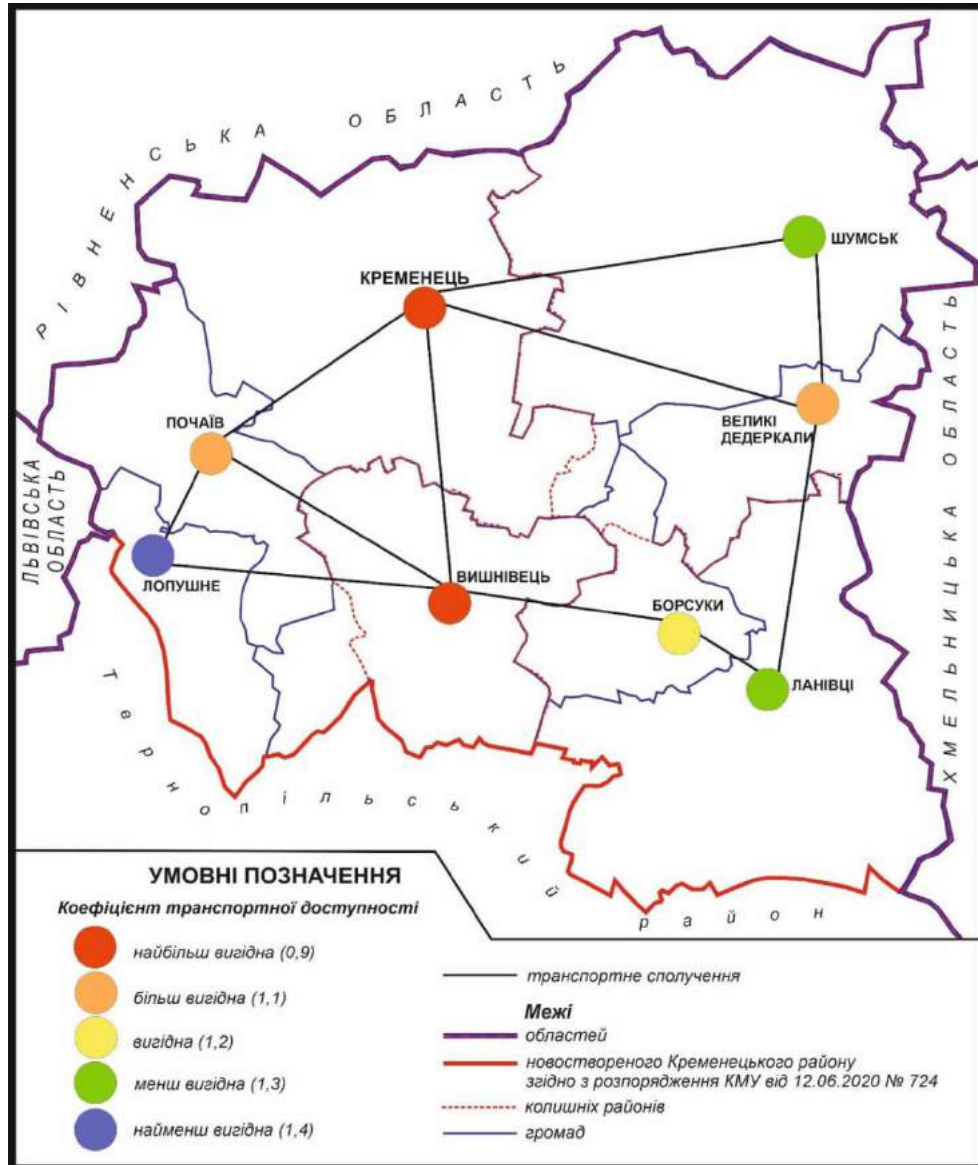 РІВНЕНСЬКА ОБЛАСТЬ
ШУМСЬК
КРЕМЕНЕЦЬ
ПОЧАЇВ
ВЕЛИКІ
ДЕДЕРКАЛИ
ЛЬВІВСЬКА
ОБЛАСТЬ
ХМЕЛЬНИЦЬКА ОБЛАСТЬ
ЛОПУШНЕ
ВИШНІВЕЦЬ
БОРСУКИ
ЛАНІВЦІ
Тернопільський район
УМОВНІ ПОЗНАЧЕННЯ
Коефіцієнт транспортної доступності
найбільш вигідна (0,9)
більш вигідна (1,1)
вигідна (1,2)
менш вигідна (1,3)
найменш вигідна (1,4)
транспортне сполучення
Межі
областей
новоствореного Кременецького району
згідно з розпорядження КМУ від 12.06.2020 № 724
колишніх районів
громад